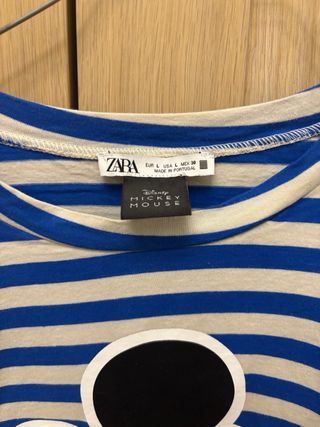 ZARA
EUR L USA L MEX 30
MADE IN PORTUGAL
Disney
MICKEY
MOUSE